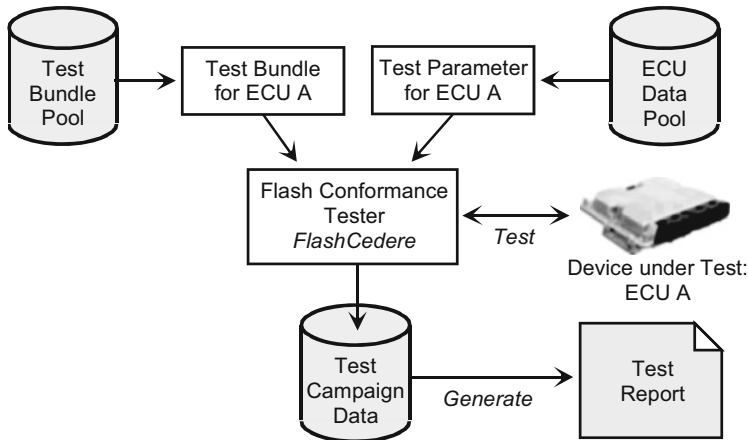 Test
Bundle
Pool
Test Bundle
for ECU A
Test Parameter
for ECU A
ECU
Data
Pool
Flash Conformance
Tester
FlashCedere
Test
Device under Test:
ECU A
Test
Campaign
Data
Generate
Test
Report